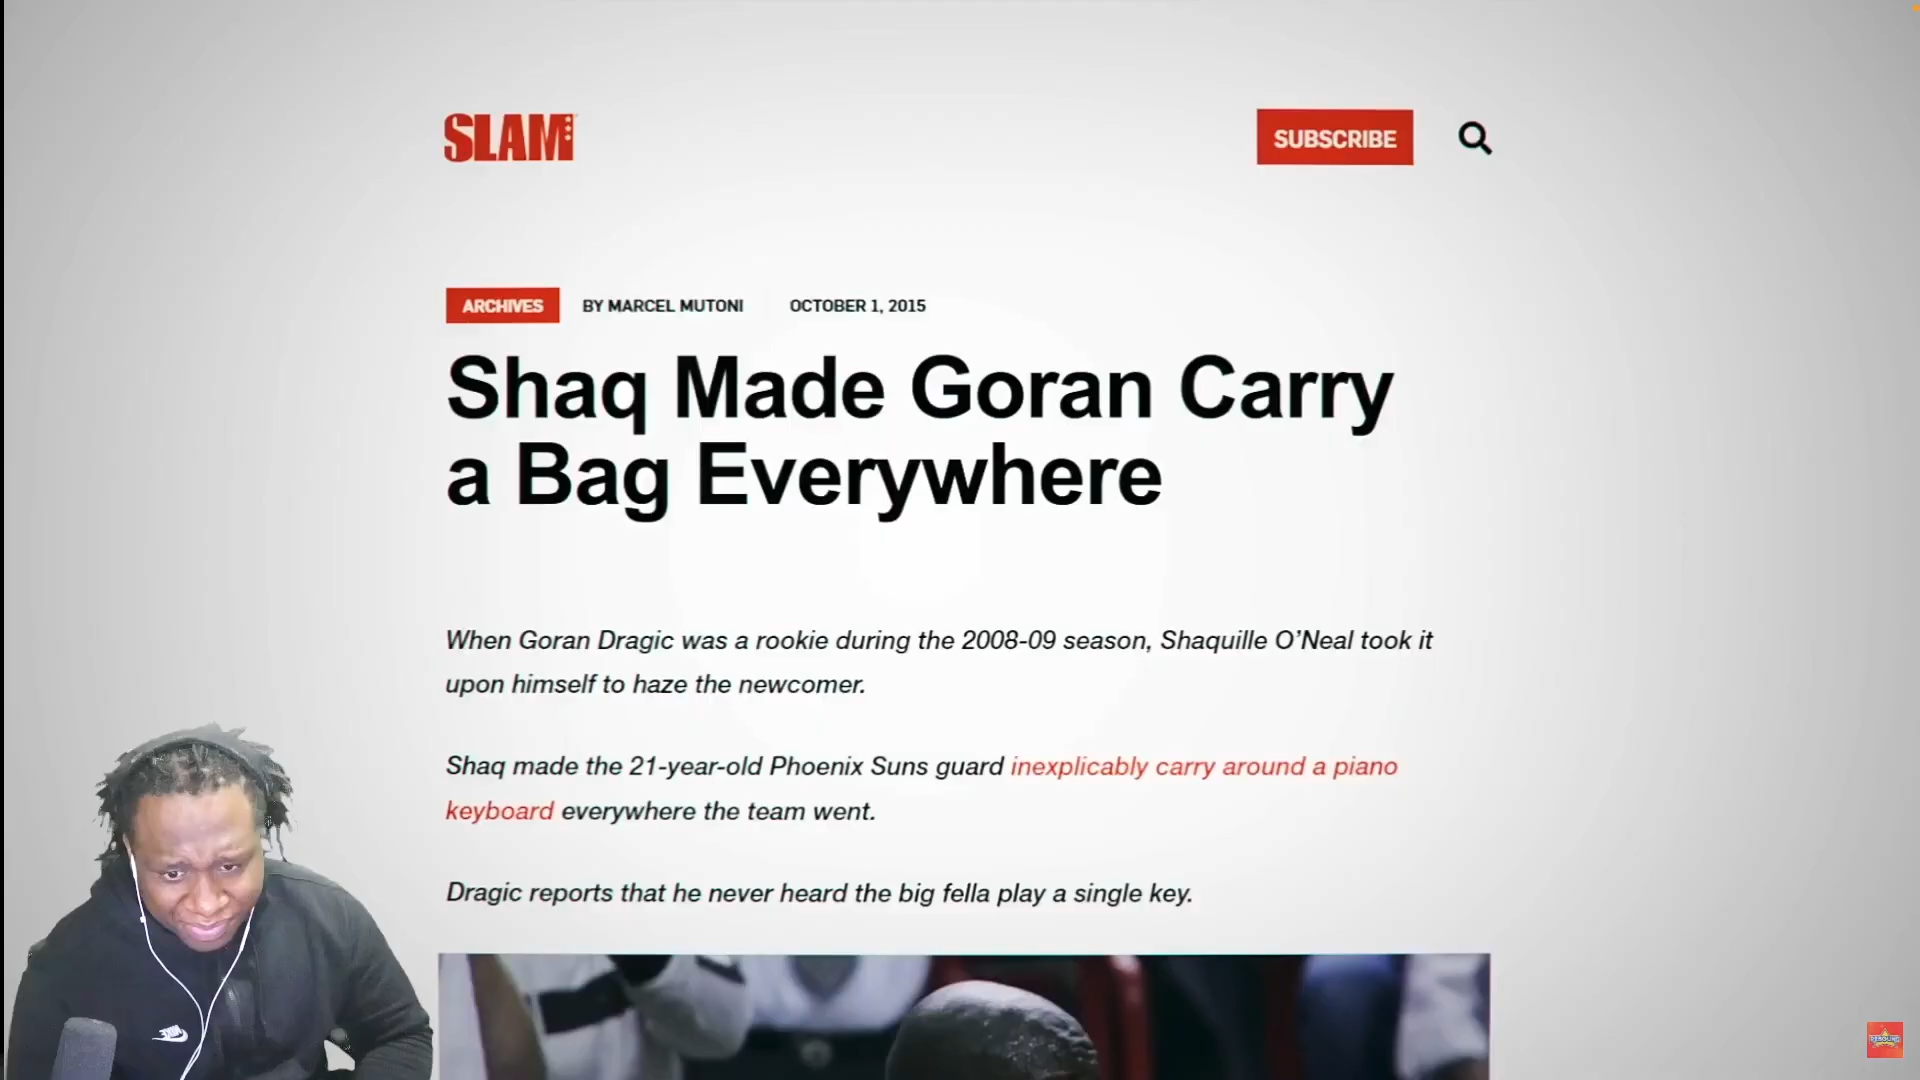 SLAM
SUBSCRIBE
ARCHIVES BY MARCEL MUTONI OCTOBER 1, 2015
Shaq Made Goran Carry
a Bag Everywhere
When Goran Dragic was a rookie during the 2008-09 season, Shaquille O’Neal took it
upon himself to haze the newcomer.
Shaq made the 21-year-old Phoenix Suns guard inexplicably carry around a piano
keyboard everywhere the team went.
Dragic reports that he never heard the big fella play a single key.